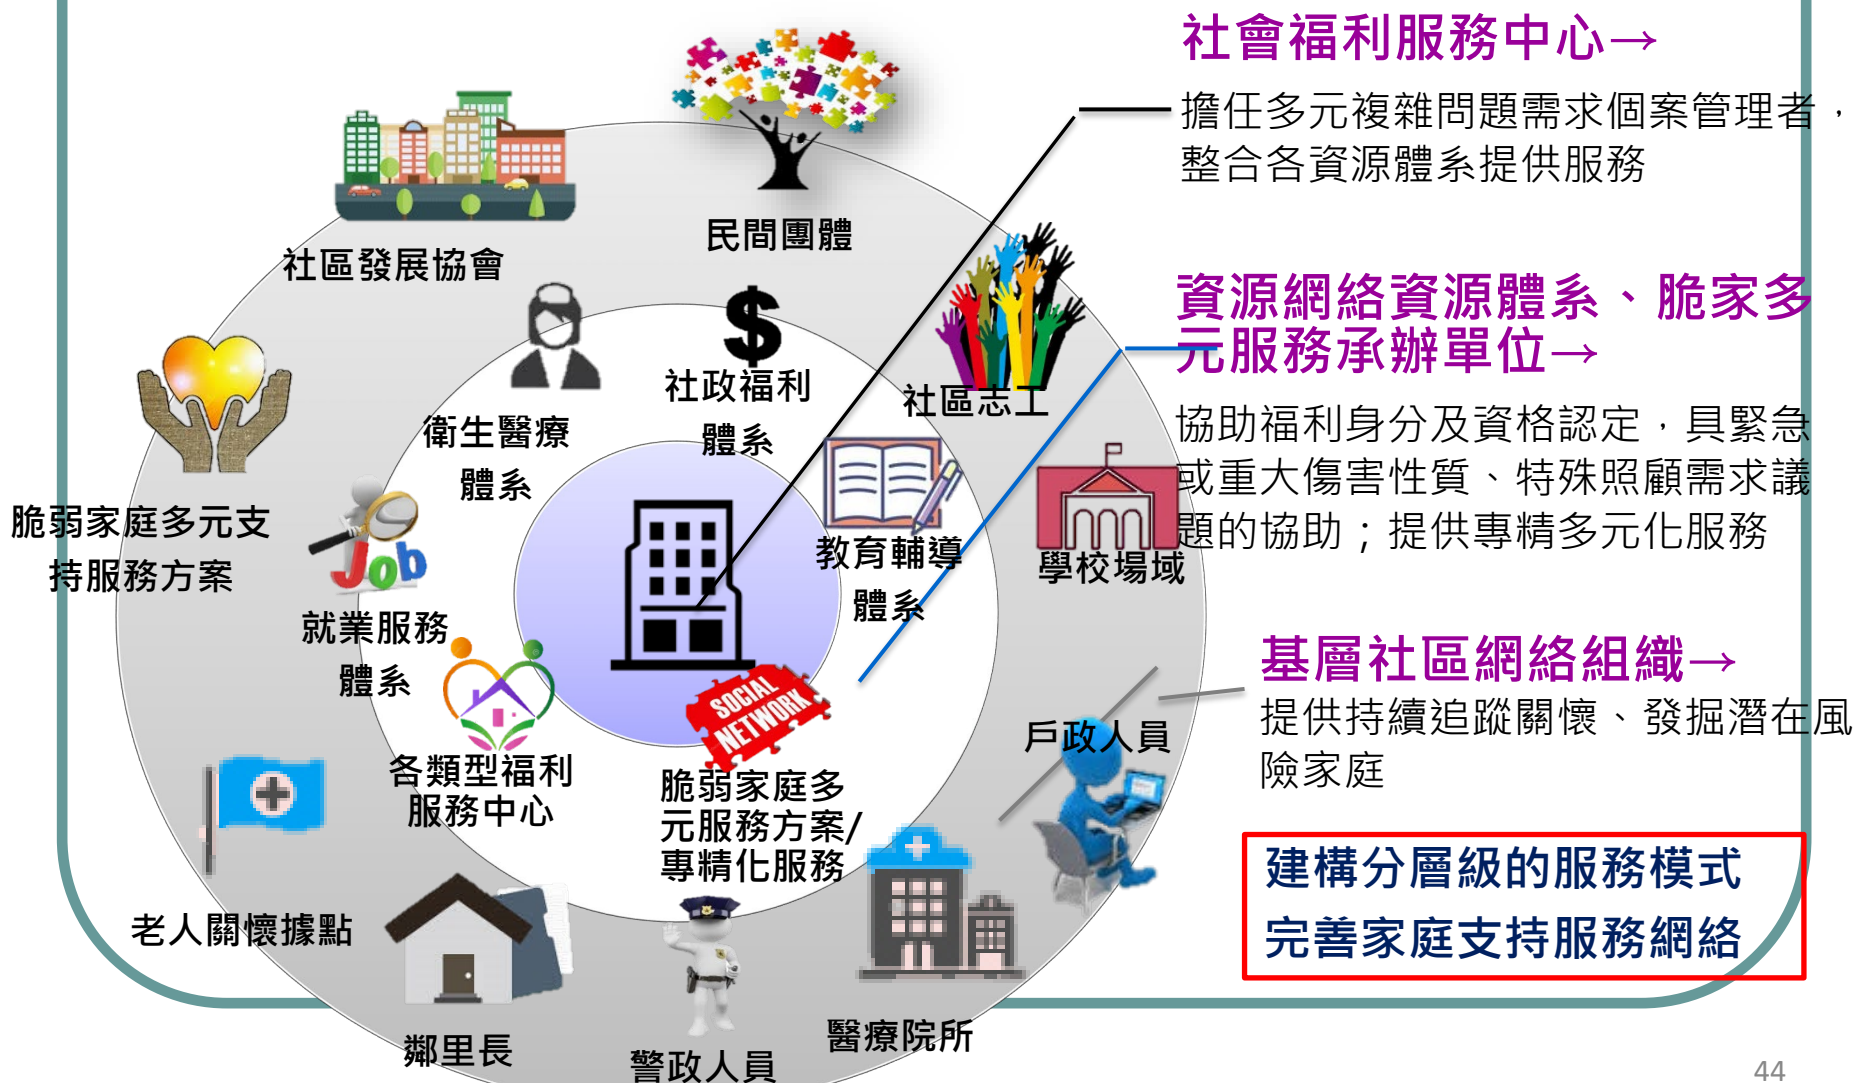 社會福利服務中心→
擔任多元複雜問題需求個案管理者，
整合各資源體系提供服務
資源網絡資源體系、脆家多
元服務承辦單位→
協助福利身分及資格認定，具緊急
或重大傷害性質、特殊照顧需求議
題的協助；提供專精多元化服務
基層社區網絡組織→
提供持續追蹤關懷、發掘潛在風
險家庭
建構分層級的服務模式
完善家庭支持服務網絡
民間團體
社區發展協會
社區志工
$
社政福利
體系
衛生醫療
體系
教育輔導
體系
學校場域
脆弱家庭多元支
持服務方案
Job
就業服務
體系
SOCIAL
NETWORK
戶政人員
各類型福利
服務中心
脆弱家庭多
元服務方案/
專精化服務
老人關懷據點
鄰里長
警政人員
醫療院所
44